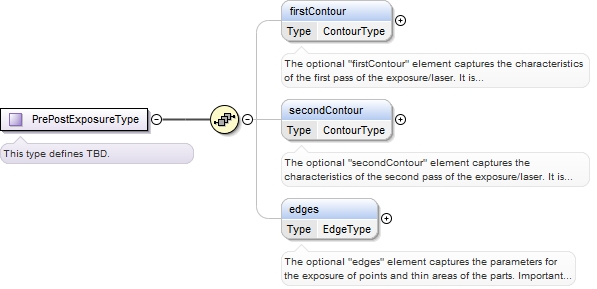 firstContour
Type ContourType
The optional "firstContour" element captures the characteristics
of the first pass of the exposure/laser. It is...
secondContour
Type ContourType
PrePostExposureType
This type defines TBD.
The optional "secondContour" element captures the
characteristics of the second pass of the exposure/laser. It is...
edges
Type EdgeType
The optional "edges" element captures the parameters for
the exposure of points and thin areas of the parts. Important...